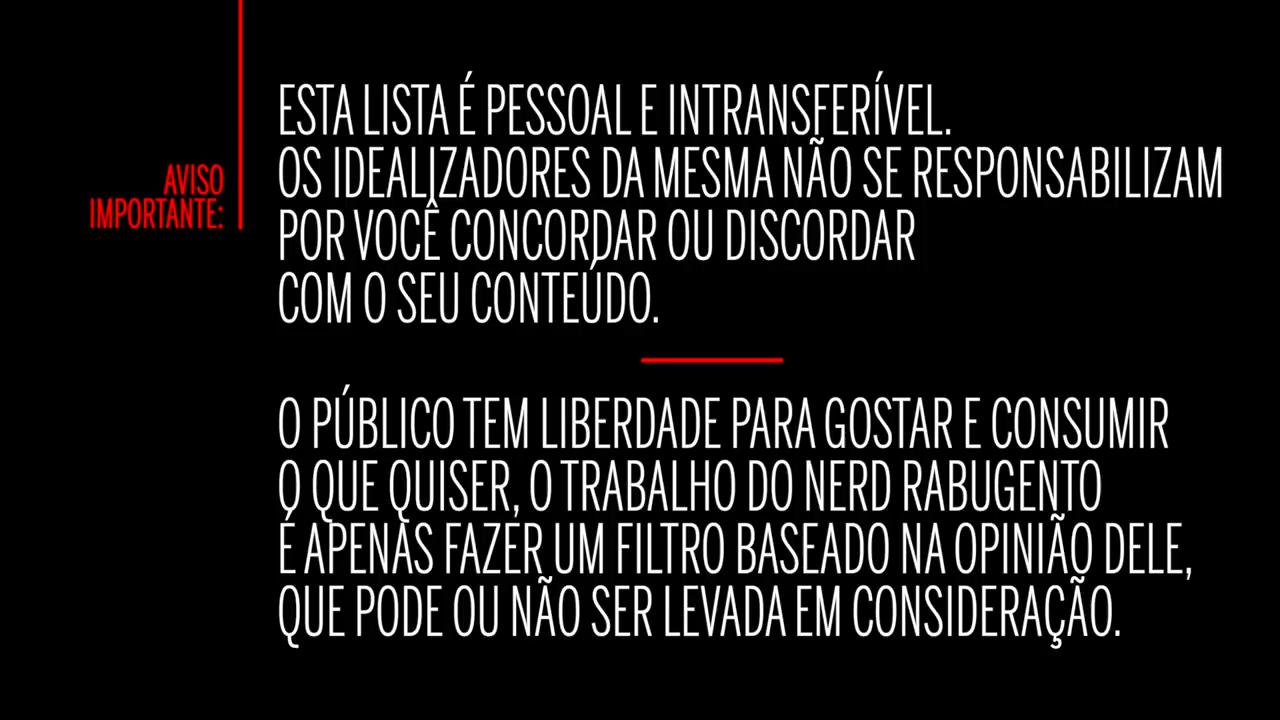 AVISO
IMPORTANTE:
ESTA LISTA É PESSOAL E INTRANSFERÍVEL.
OS IDEALIZADORES DA MESMA NÃO SE RESPONSABILIZAM
POR VOCÊ CONCORDAR OU DISCORDAR
COM O SEU CONTEÚDO.
O PÚBLICO TEM LIBERDADE PARA GOSTAR E CONSUMIR
O QUE QUISER, O TRABALHO DO NERD RABUGENTO
É APENAS FAZER UM FILTRO BASEADO NA OPINIÃO DELE,
QUE PODE OU NÃO SER LEVADA EM CONSIDERAÇÃO.